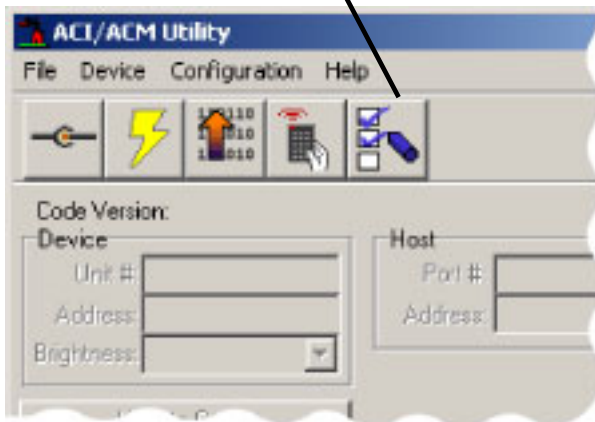 ACI/ACM Utility
File Device Configuration Help
Code Version:
Device
Unit #:
Address:
Brightness:
Host
Port #:
Address: